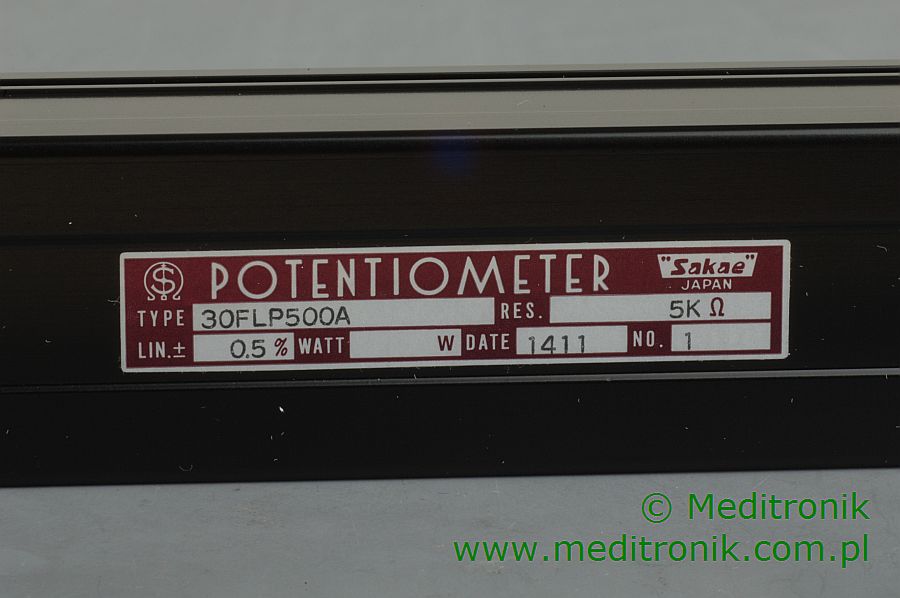 POTENTIOMETER "Sakae"
JAPAN
TYPE 30FLP500A RES. 5K Ω
LIN.± 0.5 % WATT W DATE 1411 NO. 1
© Meditronik
www.meditronik.com.pl